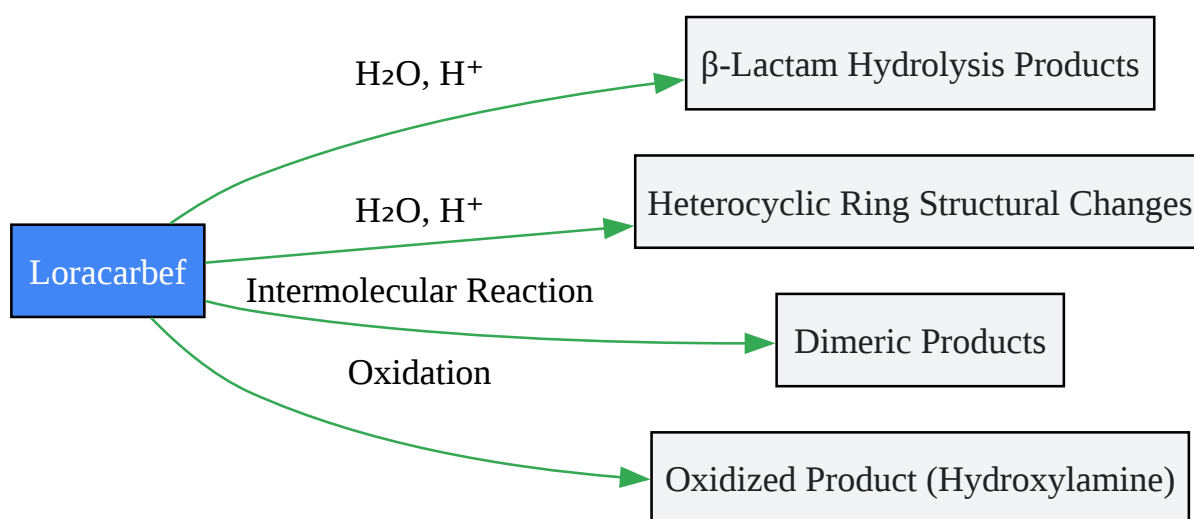 H₂O, H⁺
β-Lactam Hydrolysis Products
H₂O, H⁺
Heterocyclic Ring Structural Changes
Loracarbef
Intermolecular Reaction
Dimeric Products
Oxidation
Oxidized Product (Hydroxylamine)